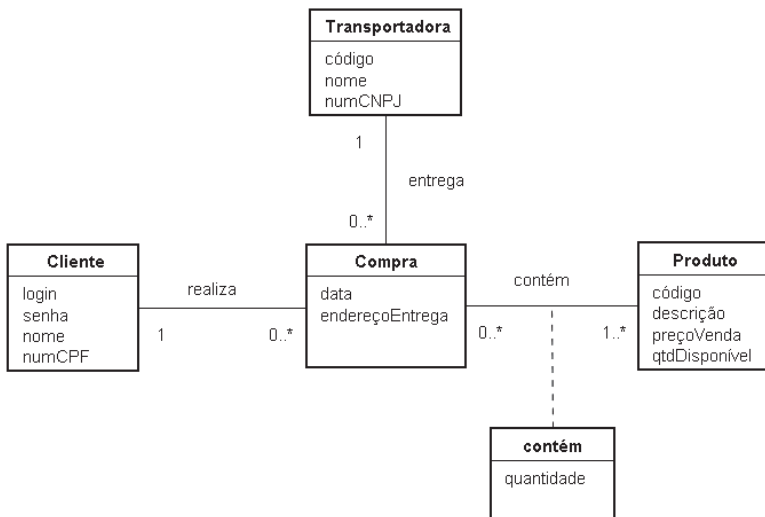 Transportadora
código
nome
numCNPJ
1
entrega
0..*
Cliente
login
senha
nome
numCPF
realiza
1
0..*
Compra
data
endereçoEntrega
contém
0..*
1..*
Produto
código
descrição
preçoVenda
qtdDisponível
contém
quantidade